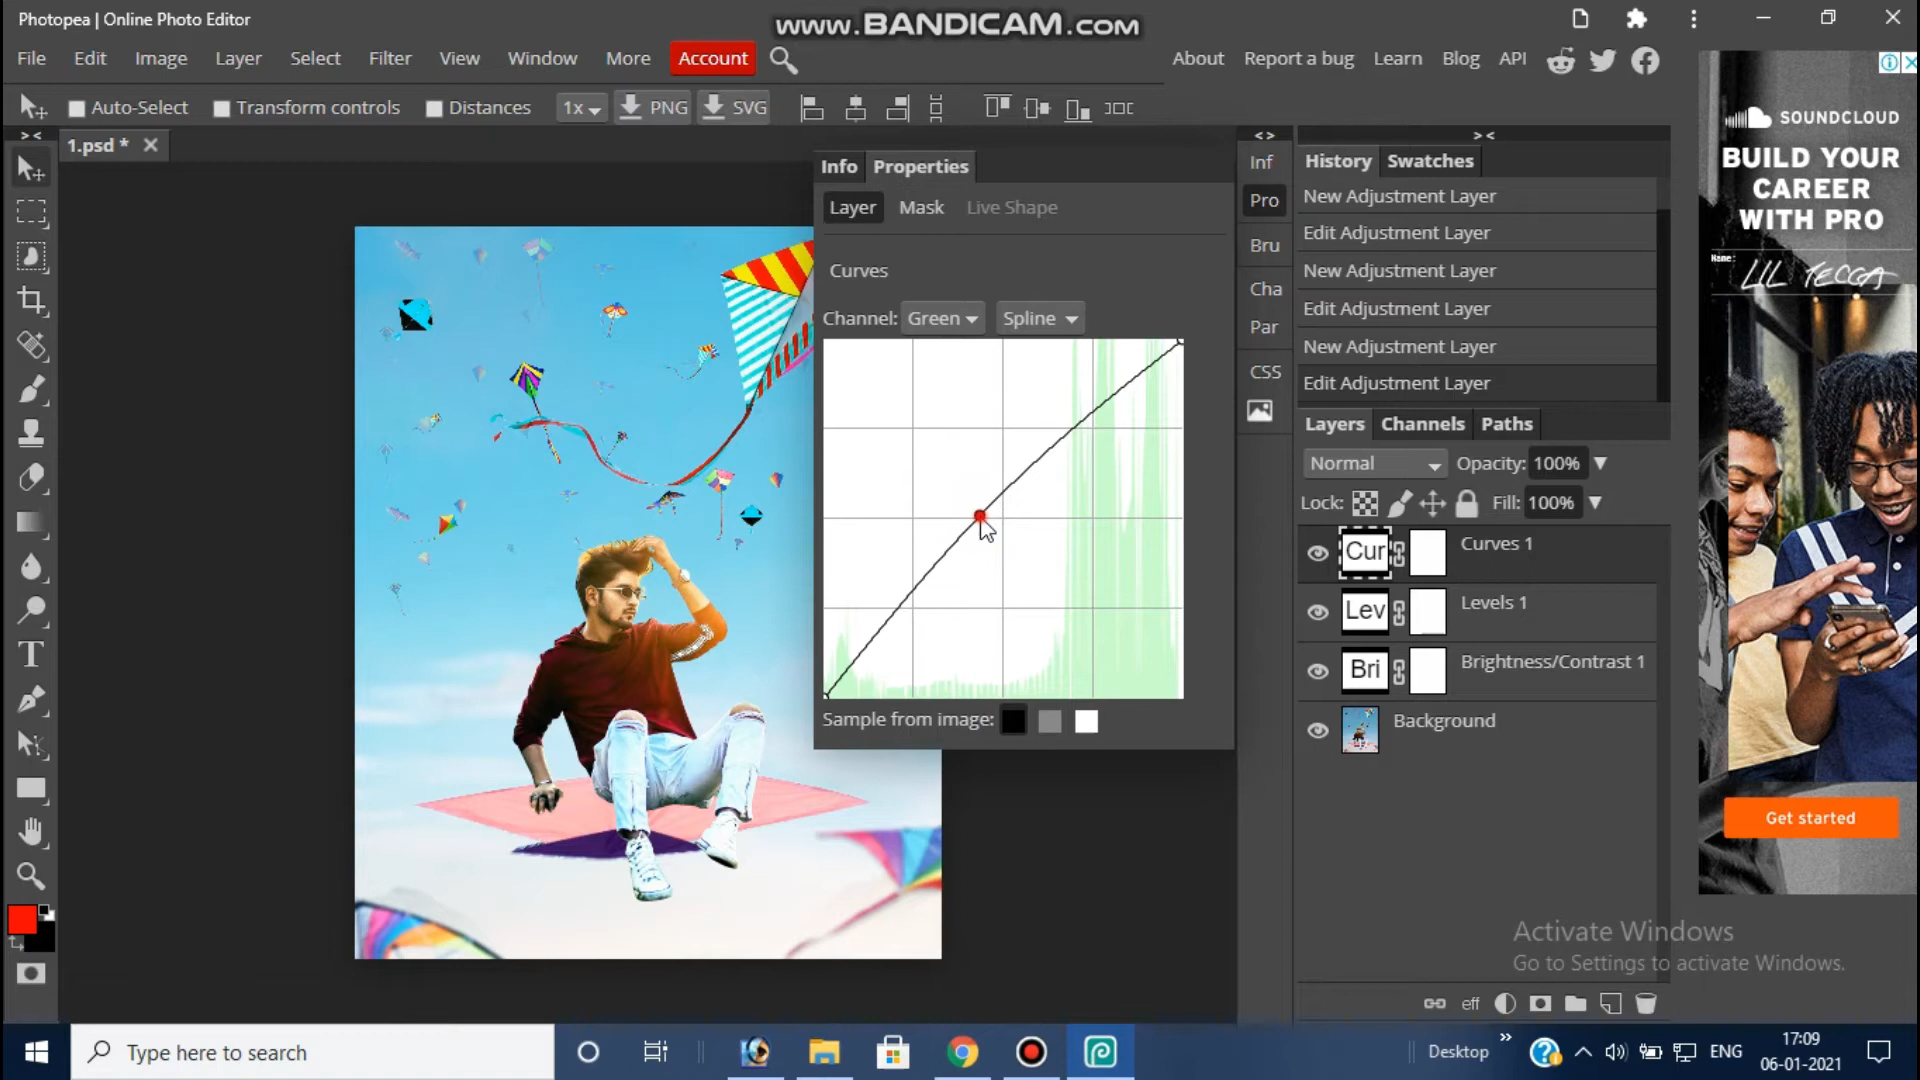 Photopea | Online Photo Editor
www.BANDICAM.com
File Edit Image Layer Select Filter View Window More Account
About Report a bug Learn Blog API
Auto-Select Transform controls Distances 1x PNG SVG
1.psd *
Info Properties
Layer Mask Live Shape
Curves
Channel: Green Spline
Sample from image:
Inf
Pro
Bru
Cha
Par
CSS
History Swatches
New Adjustment Layer
Edit Adjustment Layer
New Adjustment Layer
Edit Adjustment Layer
New Adjustment Layer
Edit Adjustment Layer
Layers Channels Paths
Normal Opacity: 100%
Lock: Fill: 100%
Cur Curves 1
Lev Levels 1
Bri Brightness/Contrast 1
Background
eff
SOUNDCLOUD
BUILD YOUR
CAREER
WITH PRO
Name:
LIL TECCA
Get started
Activate Windows
Go to Settings to activate Windows.
Type here to search
Desktop
ENG
17:09
06-01-2021